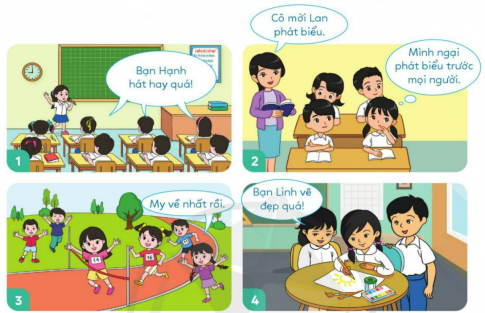 Bạn Hạnh
hát hay quá!
1
Cô mời Lan
phát biểu.
Mình ngại
phát biểu trước
mọi người.
2
My về nhất rồi.
3
Bạn Linh vẽ
đẹp quá!
4